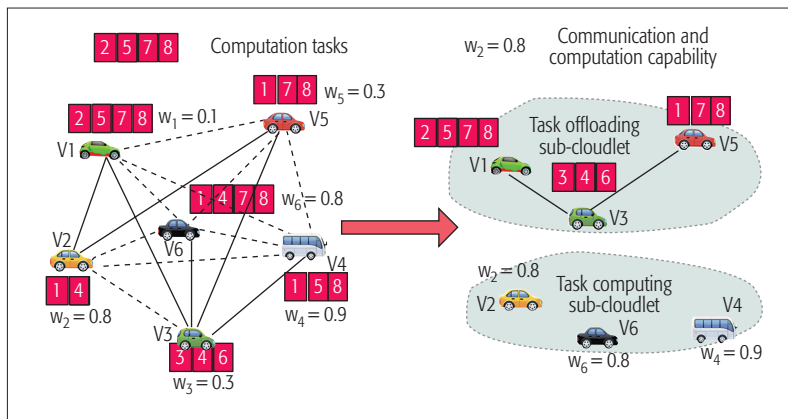 2 5 7 8
Computation tasks
w2 = 0.8
Communication and
computation capability
1 7 8
w5 = 0.3
V5
2 5 7 8
w1 = 0.1
V1
1 4 7 8
w6 = 0.8
V6
V2
1 4
w2 = 0.8
V4
1 5 8
w4 = 0.9
V3
3 4 6
w3 = 0.3
2 5 7 8
V1
Task offloading
sub-cloudlet
1 7 8
V5
3 4 6
V3
w2 = 0.8
V2
Task computing
sub-cloudlet
V6
w6 = 0.8
V4
w4 = 0.9